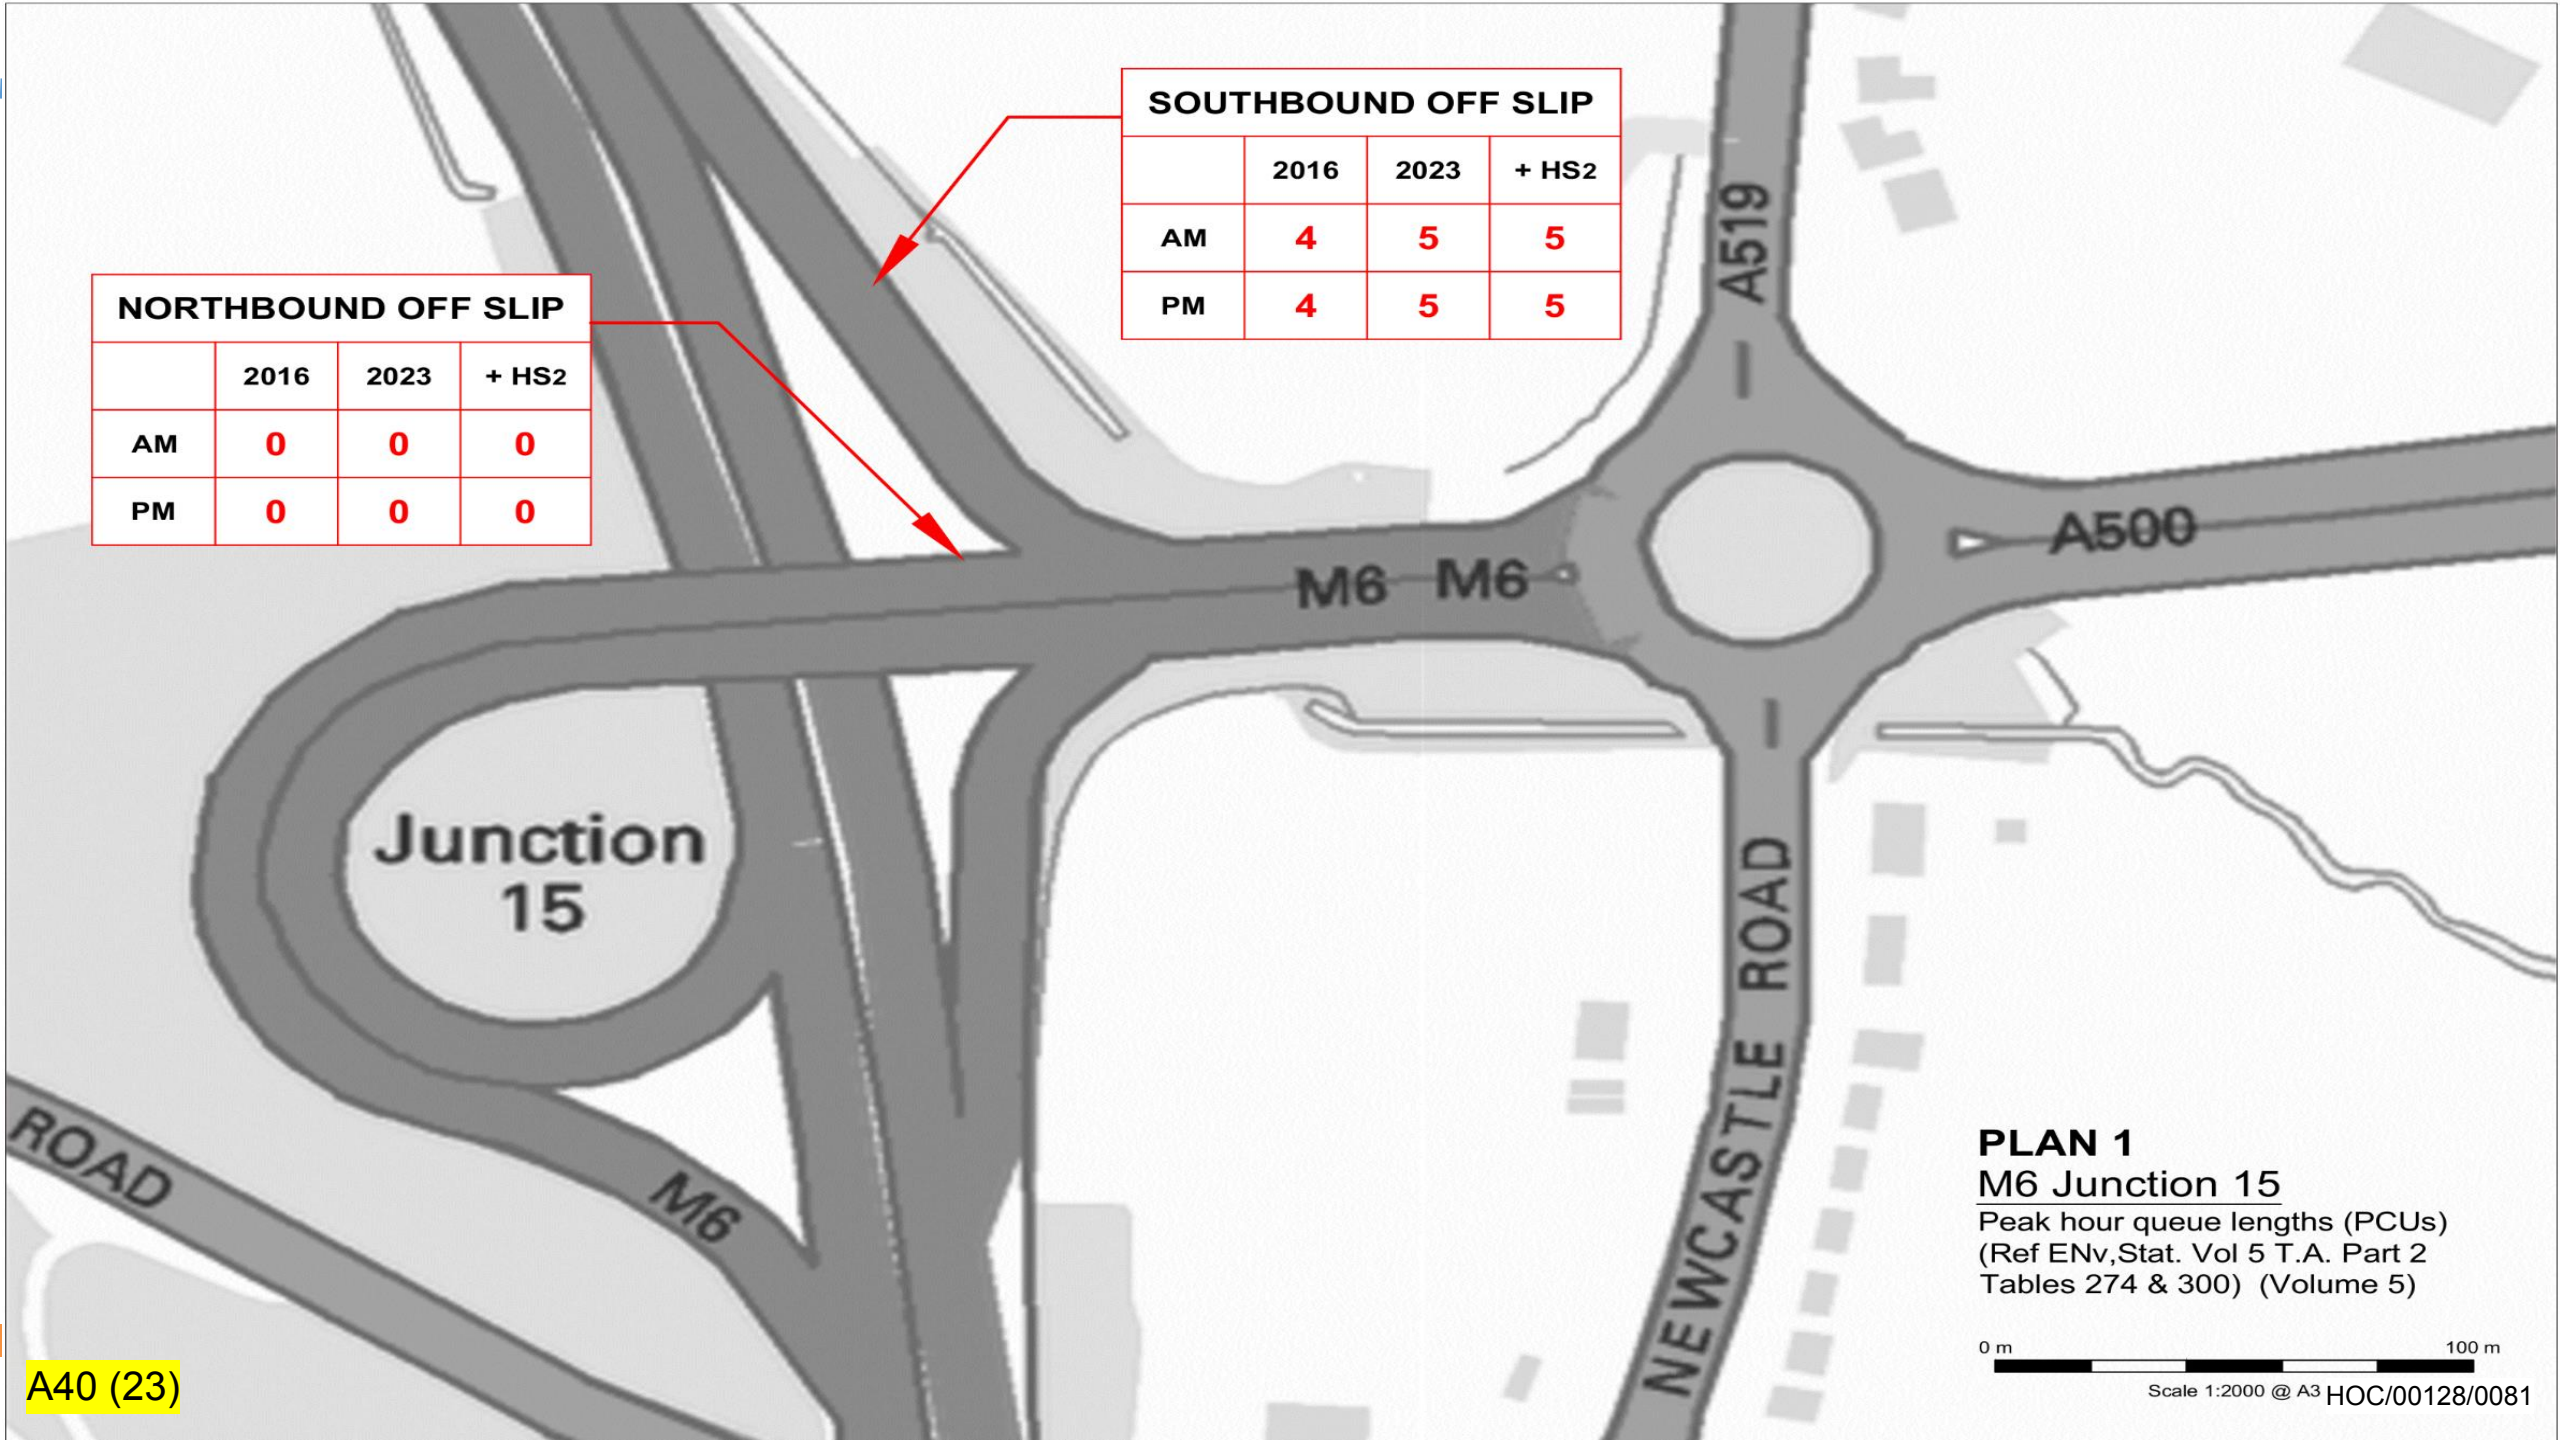 SOUTHBOUND OFF SLIP
2016 2023 + HS2
AM 4 5 5
PM 4 5 5
NORTHBOUND OFF SLIP
2016 2023 + HS2
AM 0 0 0
PM 0 0 0
A519
A500
M6 M6
Junction
15
M6
ROAD
NEWCASTLE ROAD
PLAN 1
M6 Junction 15
Peak hour queue lengths (PCUs)
(Ref ENv,Stat. Vol 5 T.A. Part 2
Tables 274 & 300) (Volume 5)
0 m 100 m
Scale 1:2000 @ A3
HOC/00128/0081
A40 (23)